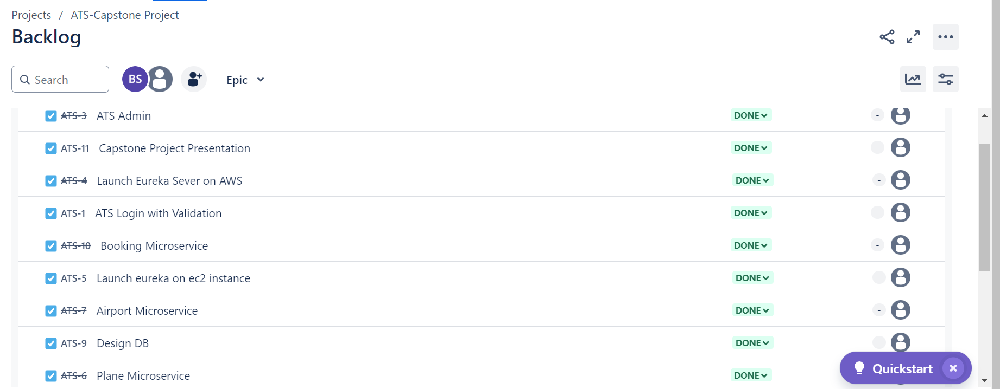 Projects / ATS-Capstone Project
Backlog
Search BS Epic
ATS-3 ATS Admin DONE -
ATS-11 Capstone Project Presentation DONE -
ATS-4 Launch Eureka Sever on AWS DONE -
ATS-1 ATS Login with Validation DONE -
ATS-10 Booking Microservice DONE -
ATS-5 Launch eureka on ec2 instance DONE -
ATS-7 Airport Microservice DONE -
ATS-9 Design DB DONE -
ATS-6 Plane Microservice DONE
Quickstart